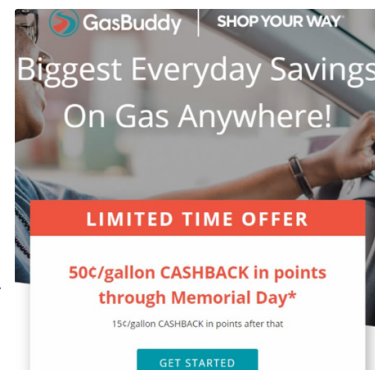 GasBuddy | SHOP YOUR WAY
Biggest Everyday Savings
On Gas Anywhere!
LIMITED TIME OFFER
50¢/gallon CASHBACK in points
through Memorial Day*
15¢/gallon CASHBACK in points after that
GET STARTED